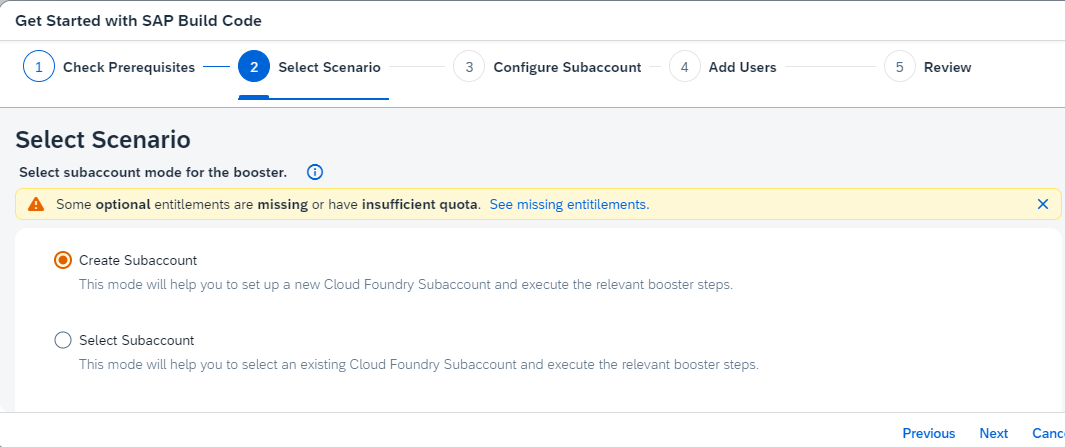 Get Started with SAP Build Code
1 Check Prerequisites 2 Select Scenario 3 Configure Subaccount 4 Add Users 5 Review
Select Scenario
Select subaccount mode for the booster.
Some optional entitlements are missing or have insufficient quota. See missing entitilements.
Create Subaccount
This mode will help you to set up a new Cloud Foundry Subaccount and execute the relevant booster steps.
Select Subaccount
This mode will help you to select an existing Cloud Foundry Subaccount and execute the relevant booster steps.
Previous Next Canc